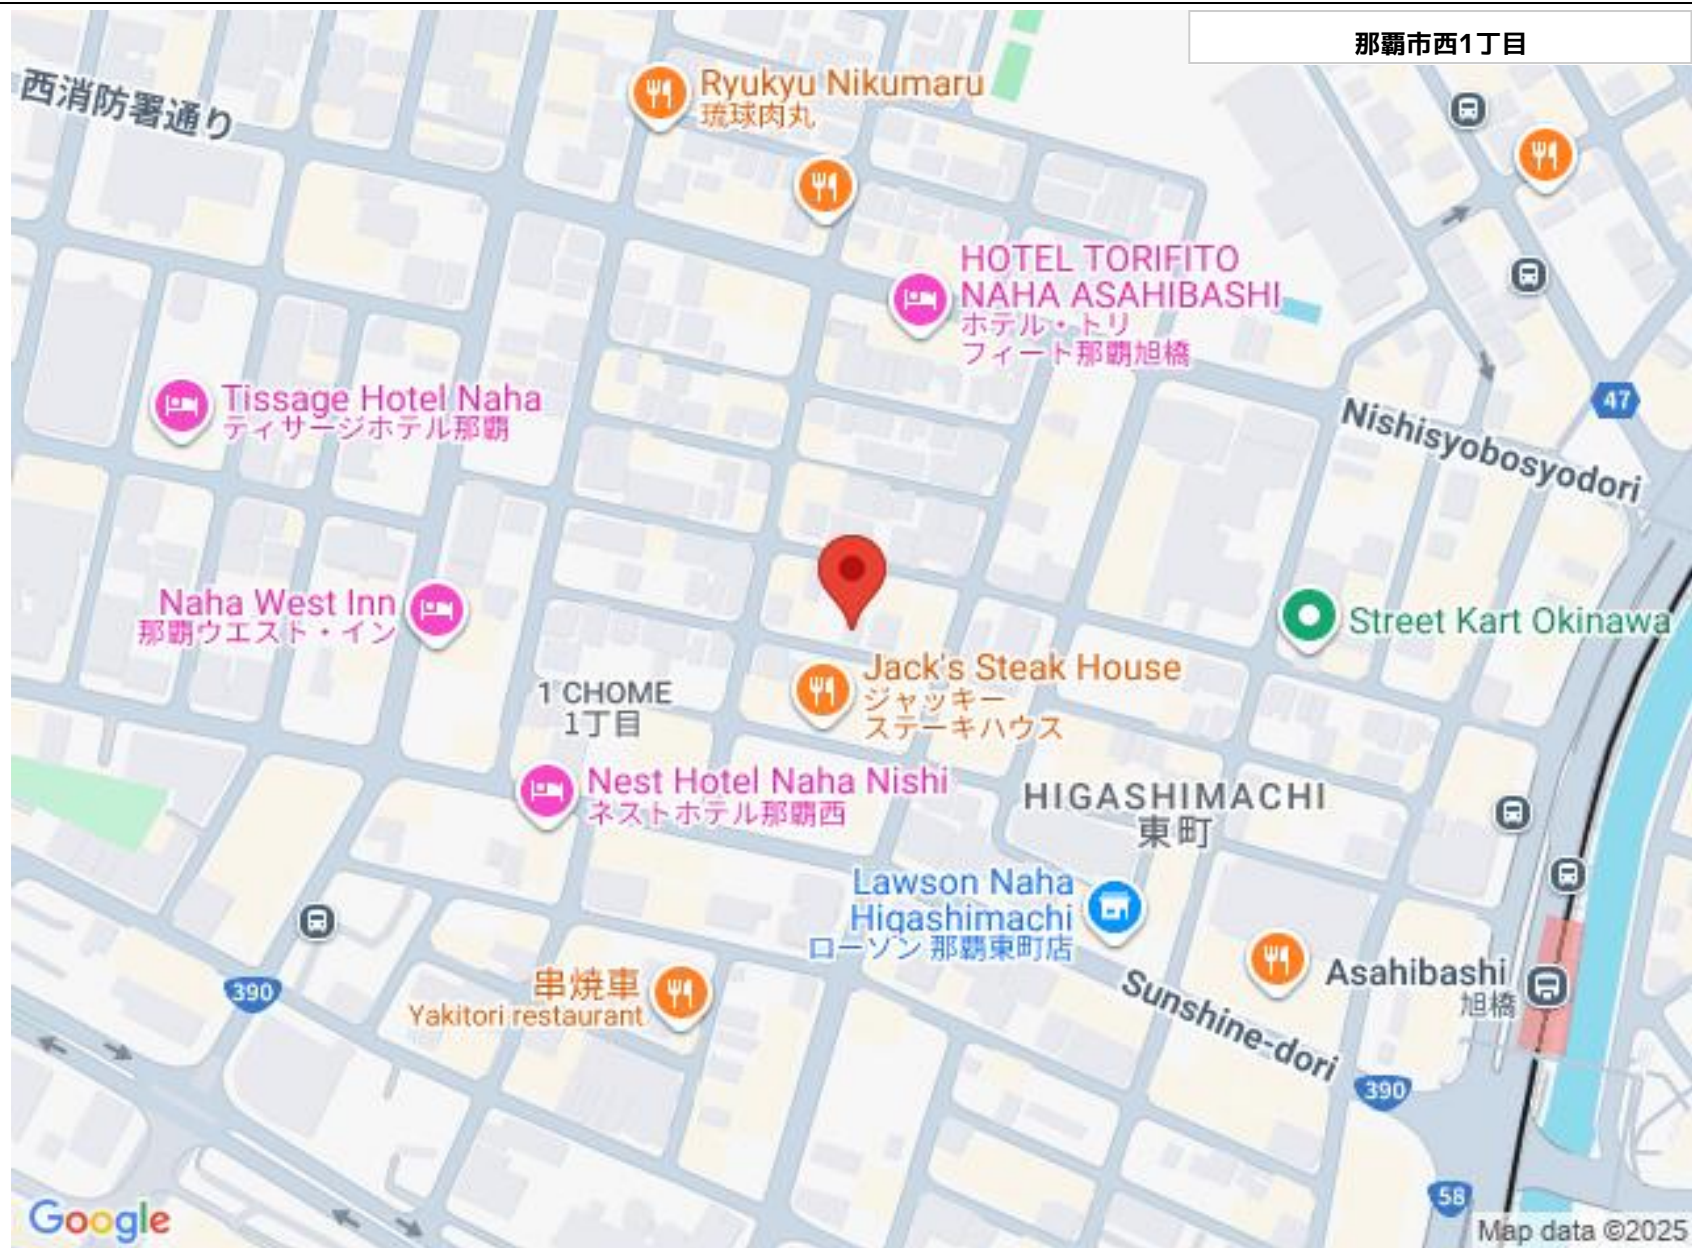 那覇市西1丁目
西消防署通り
Ryukyu Nikumaru
琉球肉丸
HOTEL TORIFITO
NAHA ASAHIBASHI
ホテル・トリ
フィート那覇旭橋
47
Nishisyobosyodori
Tissage Hotel Naha
ティサージホテル那覇
Naha West Inn
那覇ウエスト・イン
Street Kart Okinawa
Jack's Steak House
ジャッキー
ステーキハウス
1 CHOME
1丁目
Nest Hotel Naha Nishi
ネストホテル那覇西
HIGASHIMACHI
東町
Lawson Naha
Higashimachi
ローソン 那覇東町店
串焼車
Yakitori restaurant
390
Sunshine-dori
Asahibashi
旭橋
390
58
Google
Map data ©2025